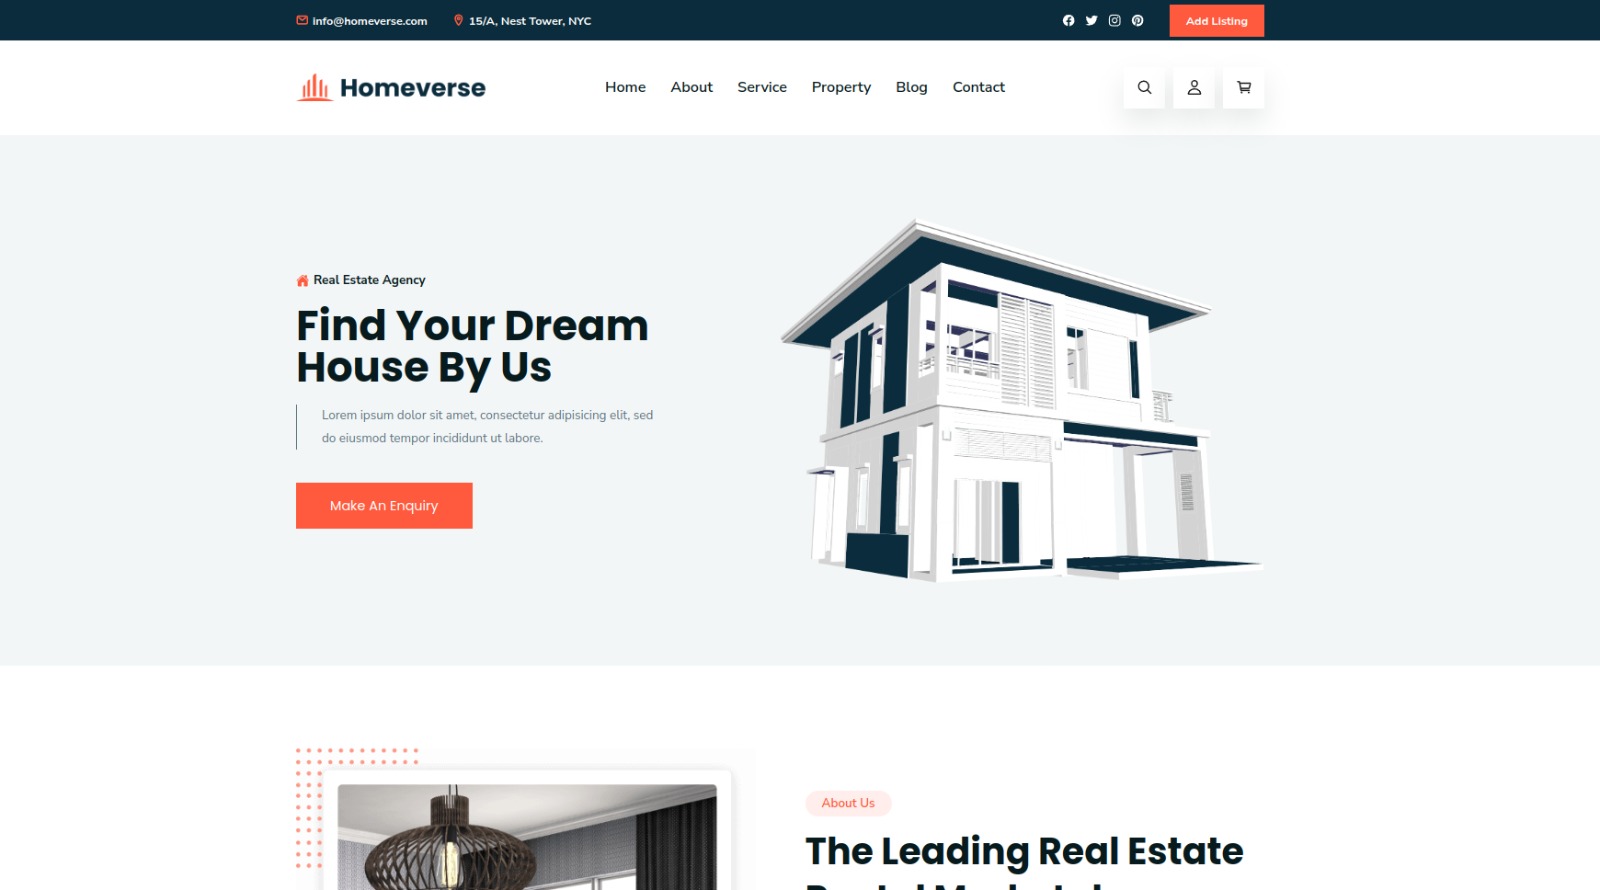 info@homeverse.com
15/A, Nest Tower, NYC
Add Listing
Homeverse
Home
About
Service
Property
Blog
Contact
Real Estate Agency
Find Your Dream
House By Us
Lorem ipsum dolor sit amet, consectetur adipisicing elit, sed
do eiusmod tempor incididunt ut labore.
Make An Enquiry
About Us
The Leading Real Estate